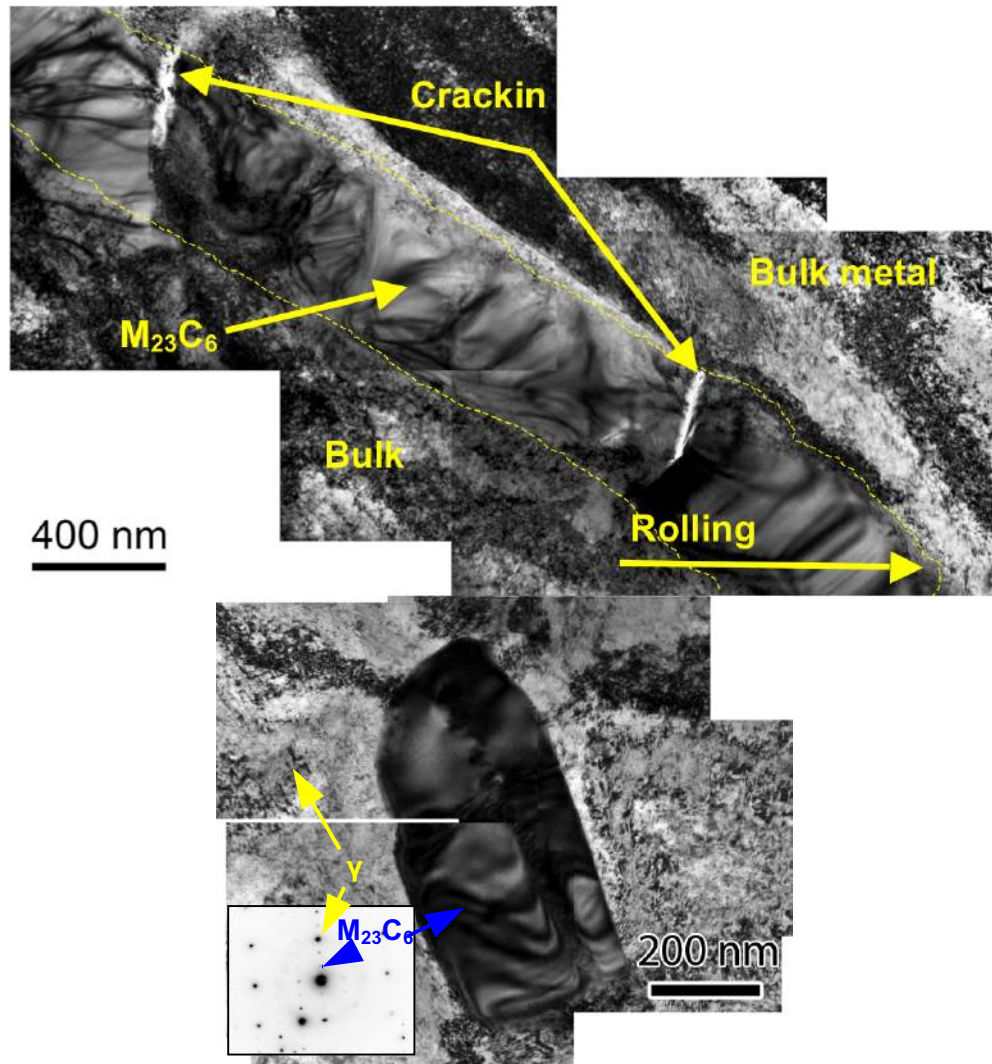 Crackin
Bulk metal
M₂₃C₆
Bulk
Rolling
400 nm
γ
M₂₃C₆
200 nm